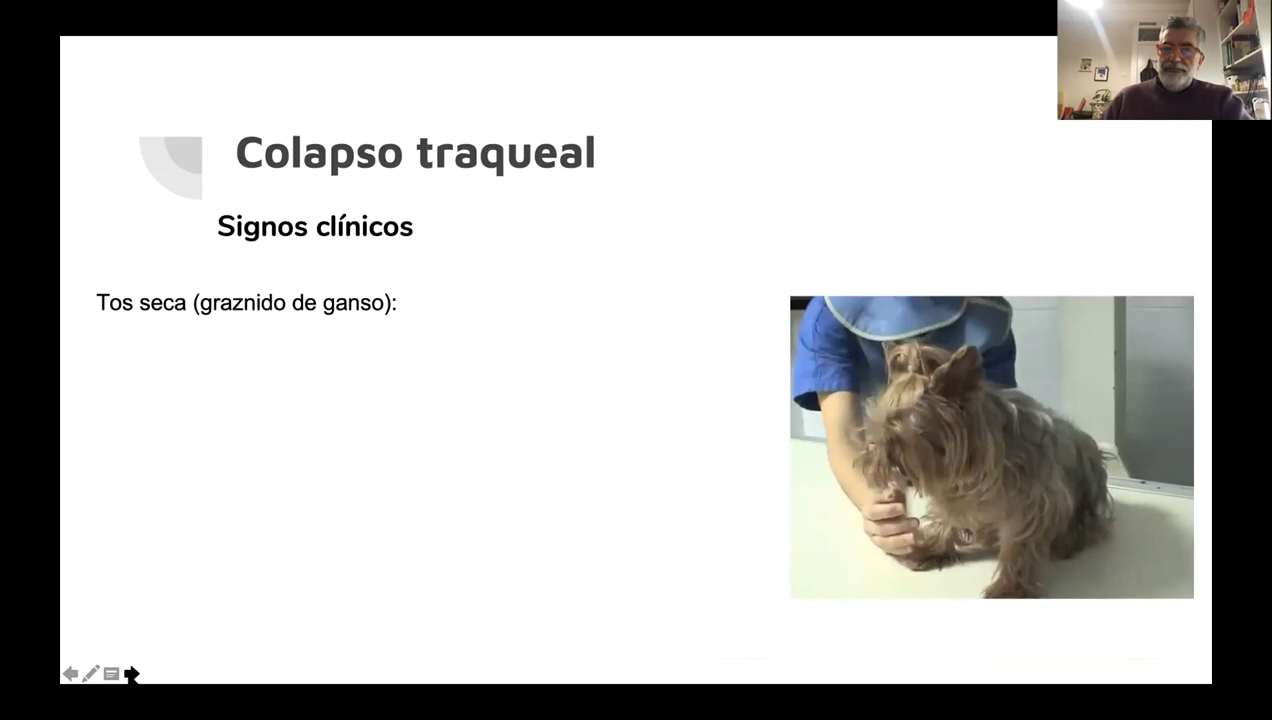 Colapso traqueal
Signos clínicos
Tos seca (graznido de ganso):